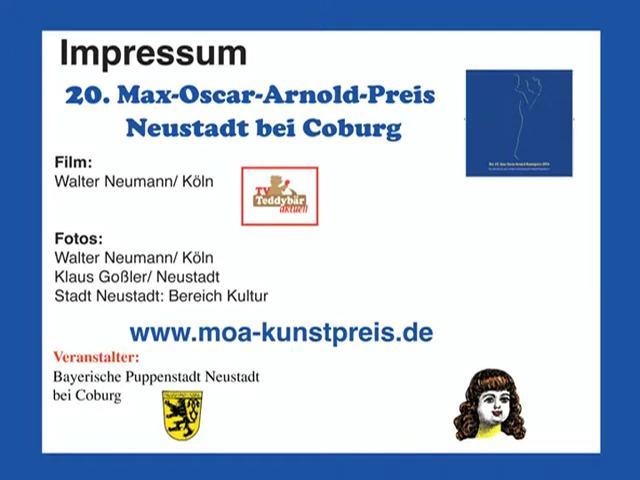 Impressum
20. Max-Oscar-Arnold-Preis
Neustadt bei Coburg
Film:
Walter Neumann/ Köln
TV
Teddybär
aktuell
Fotos:
Walter Neumann/ Köln
Klaus Goßler/ Neustadt
Stadt Neustadt: Bereich Kultur
www.moa-kunstpreis.de
Veranstalter:
Bayerische Puppenstadt Neustadt
bei Coburg